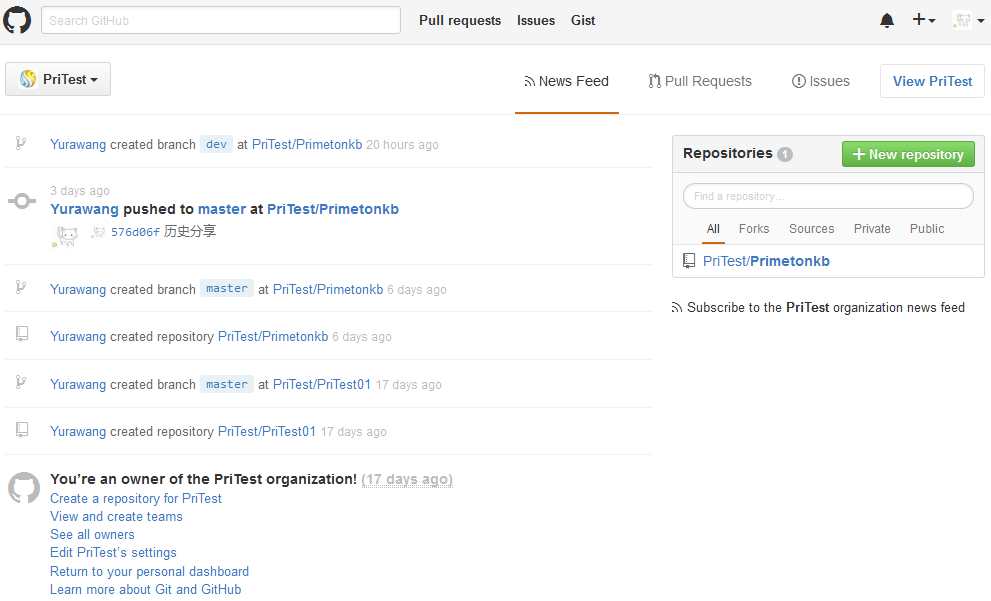 Search GitHub
Pull requests Issues Gist
PriTest
News Feed
Pull Requests
Issues
View PriTest
Yurawang created branch dev at PriTest/Primetonkb 20 hours ago
3 days ago
Yurawang pushed to master at PriTest/Primetonkb
576d06f 历史分享
Yurawang created branch master at PriTest/Primetonkb 6 days ago
Yurawang created repository PriTest/Primetonkb 6 days ago
Yurawang created branch master at PriTest/PriTest01 17 days ago
Yurawang created repository PriTest/PriTest01 17 days ago
You’re an owner of the PriTest organization! (17 days ago)
Create a repository for PriTest
View and create teams
See all owners
Edit PriTest’s settings
Return to your personal dashboard
Learn more about Git and GitHub
Repositories 1
New repository
Find a repository…
All Forks Sources Private Public
PriTest/Primetonkb
Subscribe to the PriTest organization news feed